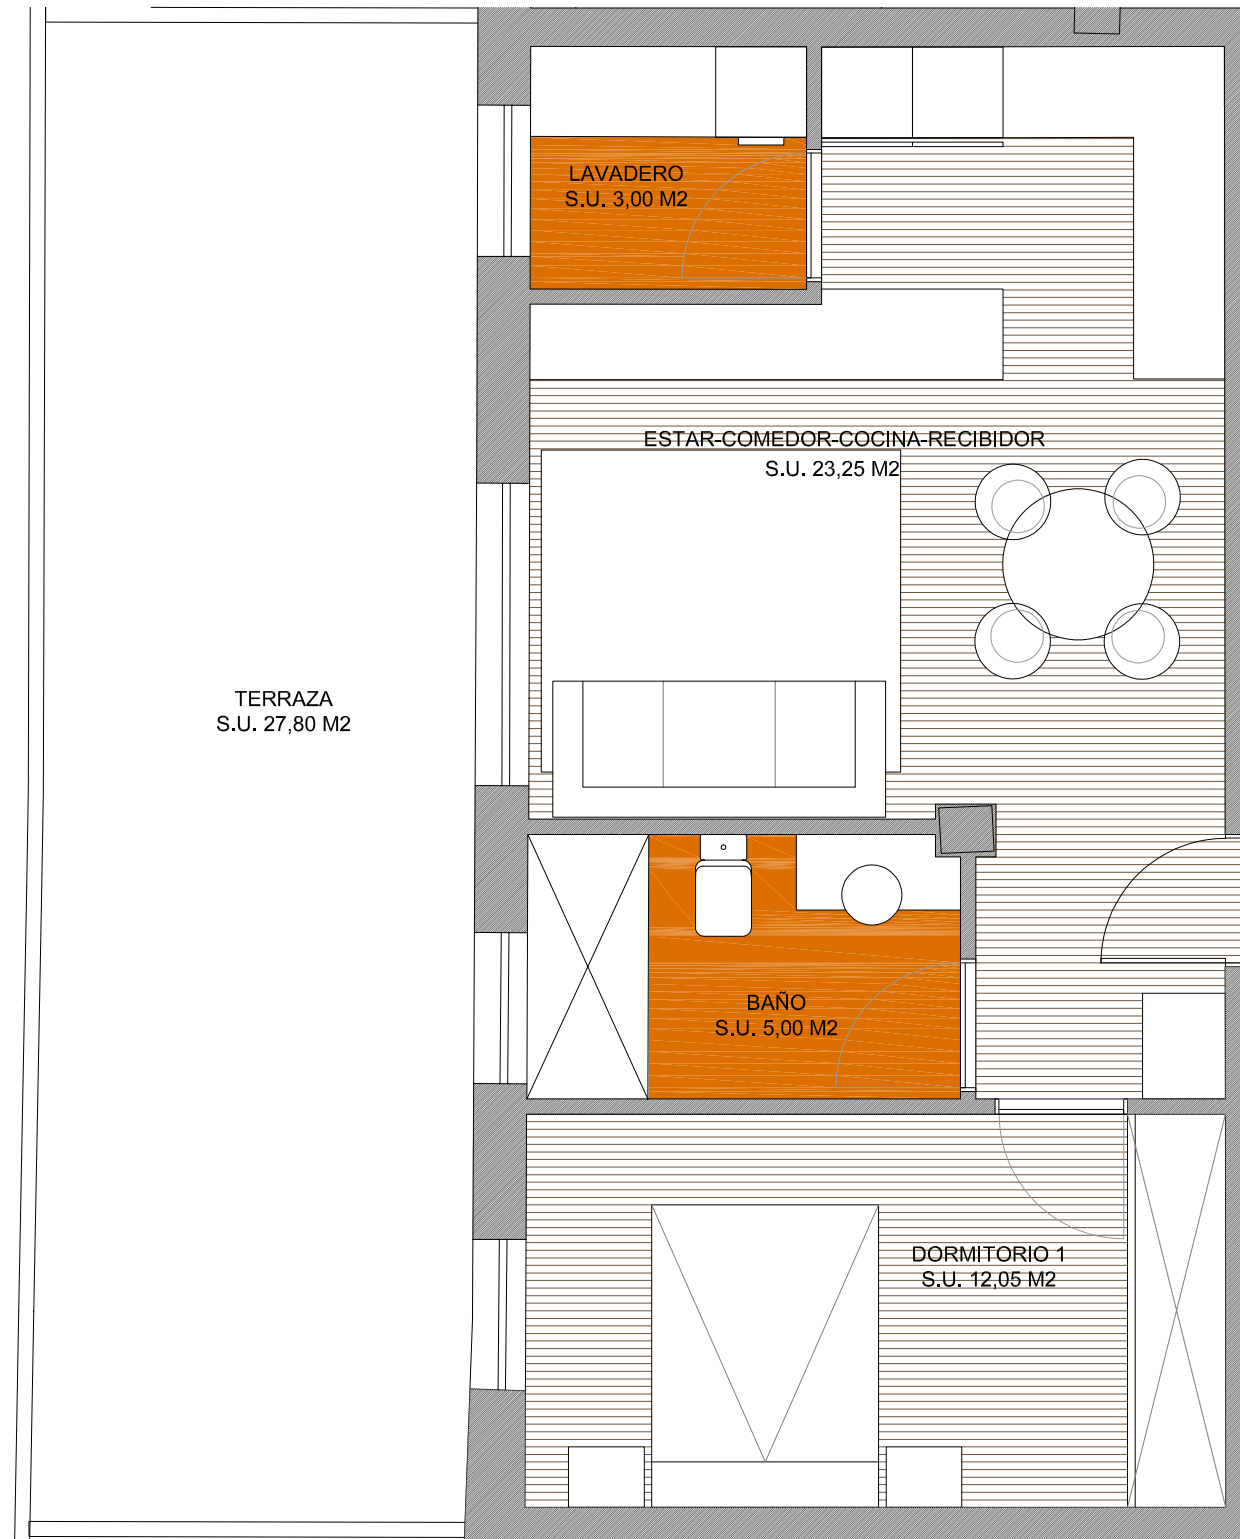 LAVADERO
S.U. 3,00 M2
ESTAR-COMEDOR-COCINA-RECIBIDOR
S.U. 23,25 M2
TERRAZA
S.U. 27,80 M2
BAÑO
S.U. 5,00 M2
DORMITORIO 1
S.U. 12,05 M2